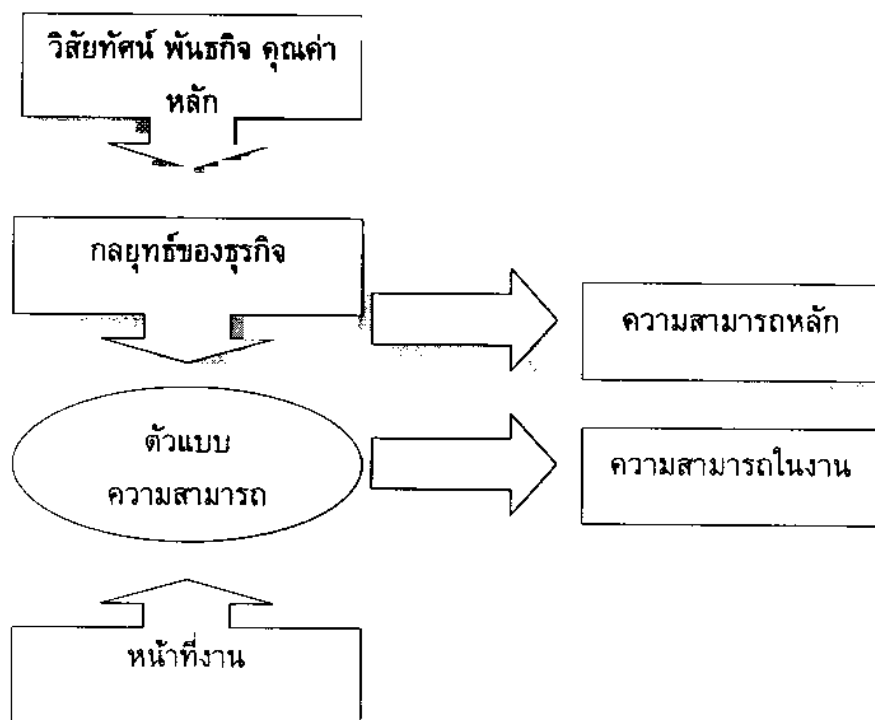 วิสัยทัศน์ พันธกิจ คุณค่า
หลัก
กลยุทธ์ของธุรกิจ
ความสามารถหลัก
ตัวแบบ
ความสามารถ
ความสามารถในงาน
หน้าที่งาน